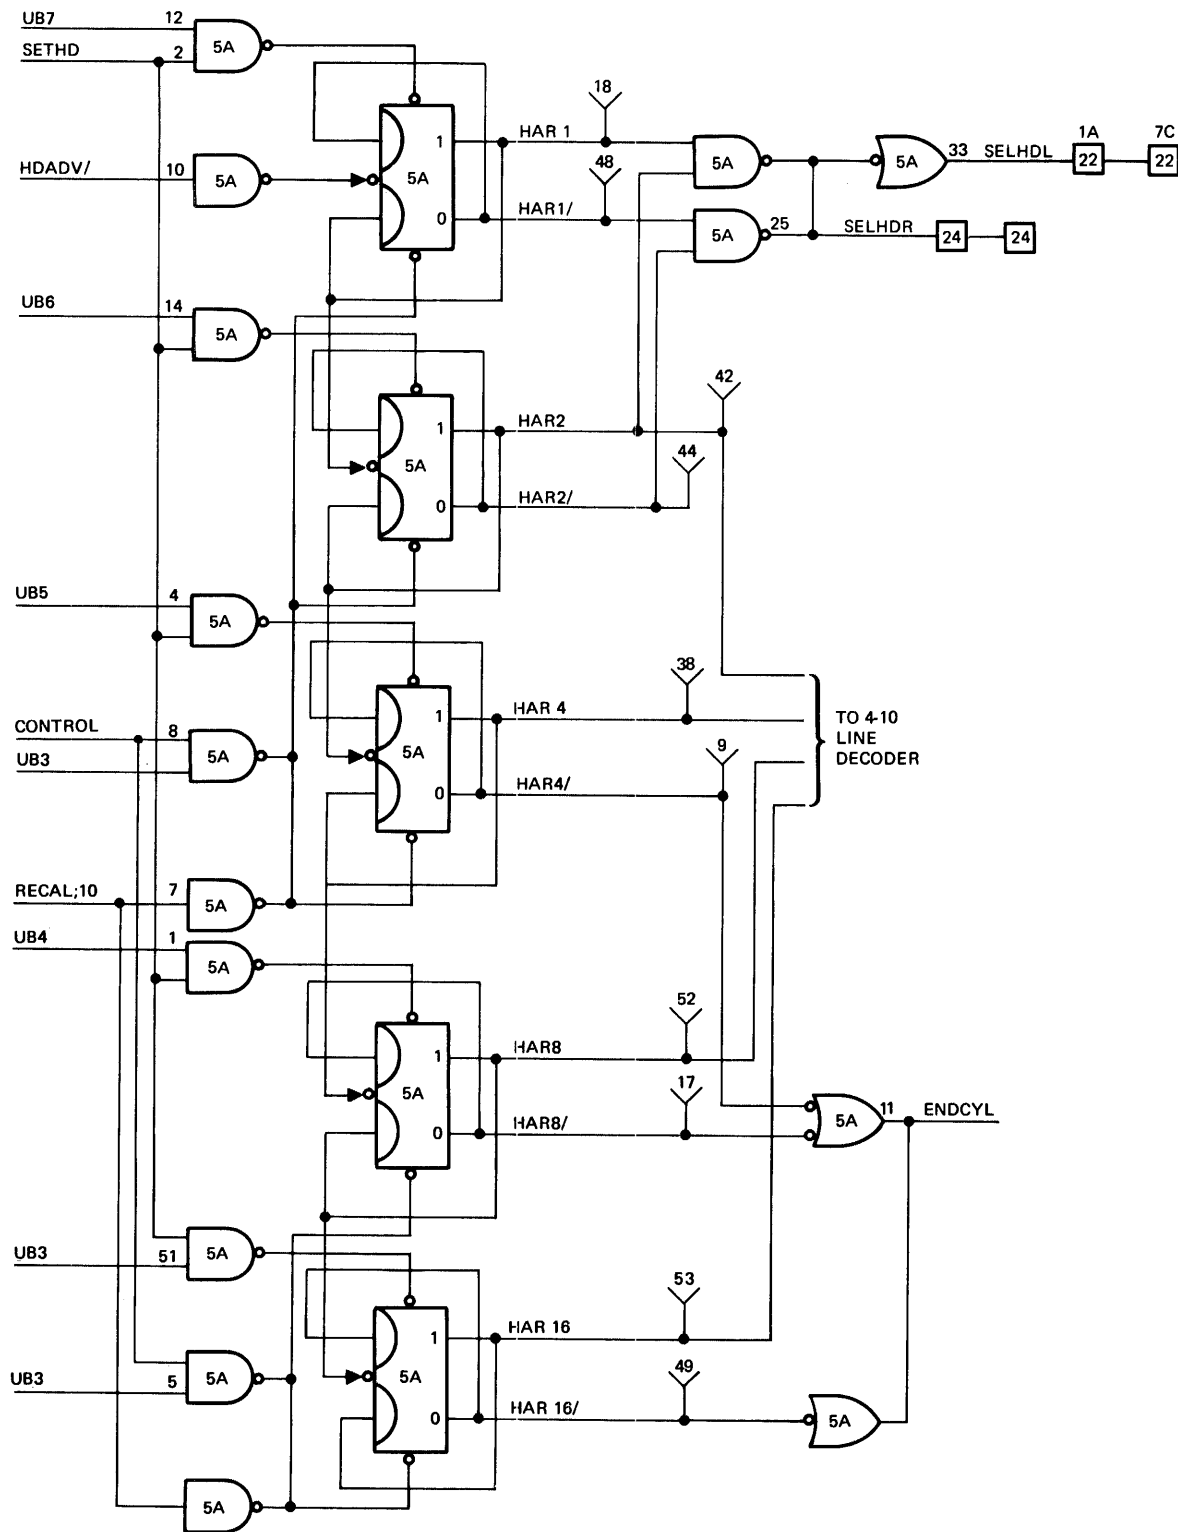 UB7 12
SETHD 2
5A
18
HAR 1
1A 7C
1
5A
5A
33 SELHDL 22 22
HDADV/ 10 5A
5A
48
0
HAR1/
5A
25 SELHDR 24 24
UB6 14
5A
42
HAR2
1
44
5A
0
HAR2/
UB5 4
5A
38
HAR 4
1
TO 4-10
LINE
DECODER
CONTROL 8
UB3
5A
5A
9
0
HAR4/
RECAL;10 7
5A
UB4 1
5A
52
HAR8
1
5A
17
0
HAR8/
5A
11 ENDCYL
UB3 51
5A
53
HAR 16
1
UB3 5
5A
5A
49
0
HAR 16/
5A
5A